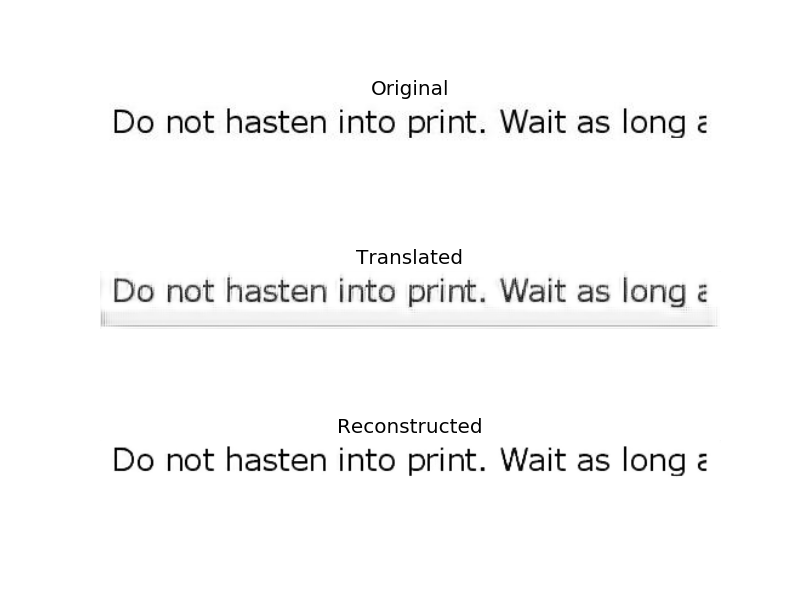 Original
Do not hasten into print. Wait as long a
Translated
Do not hasten into print. Wait as long a
Reconstructed
Do not hasten into print. Wait as long a